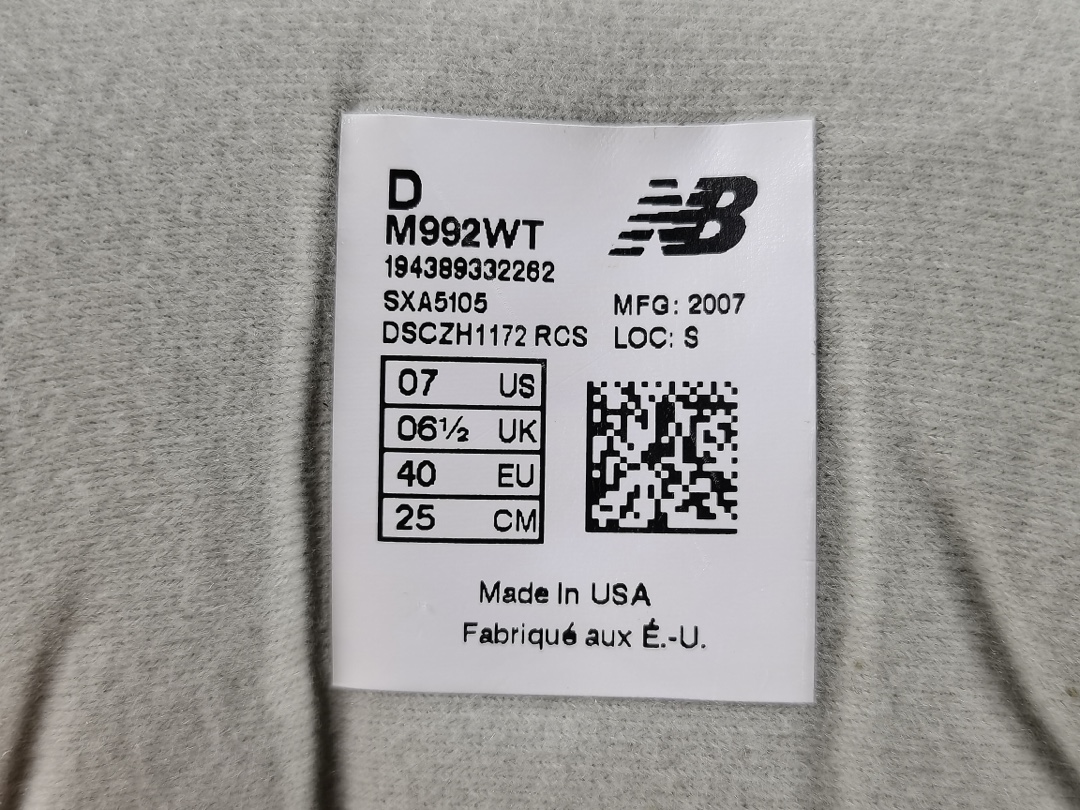 D
NB
M992WT
194389332262
SXA5105 MFG: 2007
DSCZH1172 RCS LOC: S
07 US
06½ UK
40 EU
25 CM
Made In USA
Fabriqué aux É.-U.